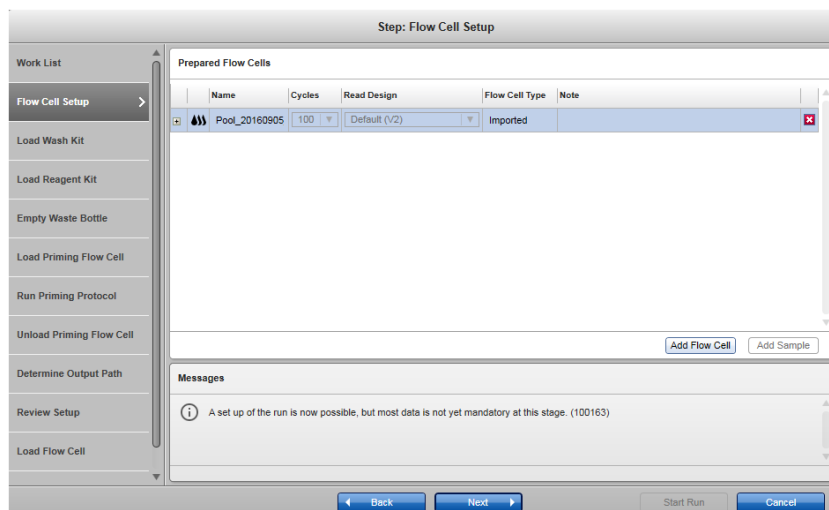 Step: Flow Cell Setup
Work List
Flow Cell Setup
Load Wash Kit
Load Reagent Kit
Empty Waste Bottle
Load Priming Flow Cell
Run Priming Protocol
Unload Priming Flow Cell
Determine Output Path
Review Setup
Load Flow Cell
Prepared Flow Cells
Name Cycles Read Design Flow Cell Type Note
Pool_20160905 100 Default (V2) Imported
Add Flow Cell Add Sample
Messages
A set up of the run is now possible, but most data is not yet mandatory at this stage. (100163)
Back Next Start Run Cancel